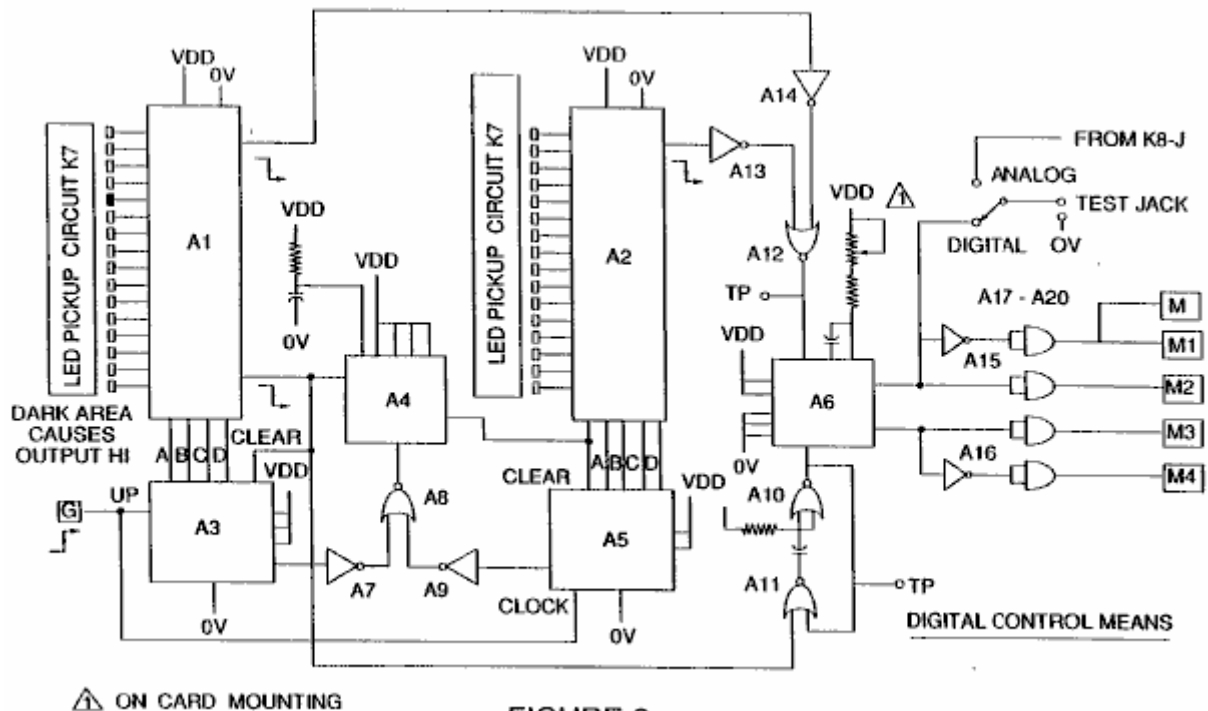 VDD
0V
LED PICKUP CIRCUIT K7
A1
DARK AREA
CAUSES
OUTPUT HI
A B C D
CLEAR
VDD
[G]
UP
A3
0V
VDD
0V
VDD
A4
A8
A7
A9
VDD
0V
LED PICKUP CIRCUIT K7
A2
CLEAR
A B C D
VDD
A5
CLOCK
0V
A13
A14
A12
TP
VDD
1
VDD
0V
A6
A10
A11
TP
FROM K8-J
ANALOG
TEST JACK
DIGITAL
OV
A17 - A20
A15
A16
M
M1
M2
M3
M4
DIGITAL CONTROL MEANS
1 ON CARD MOUNTING